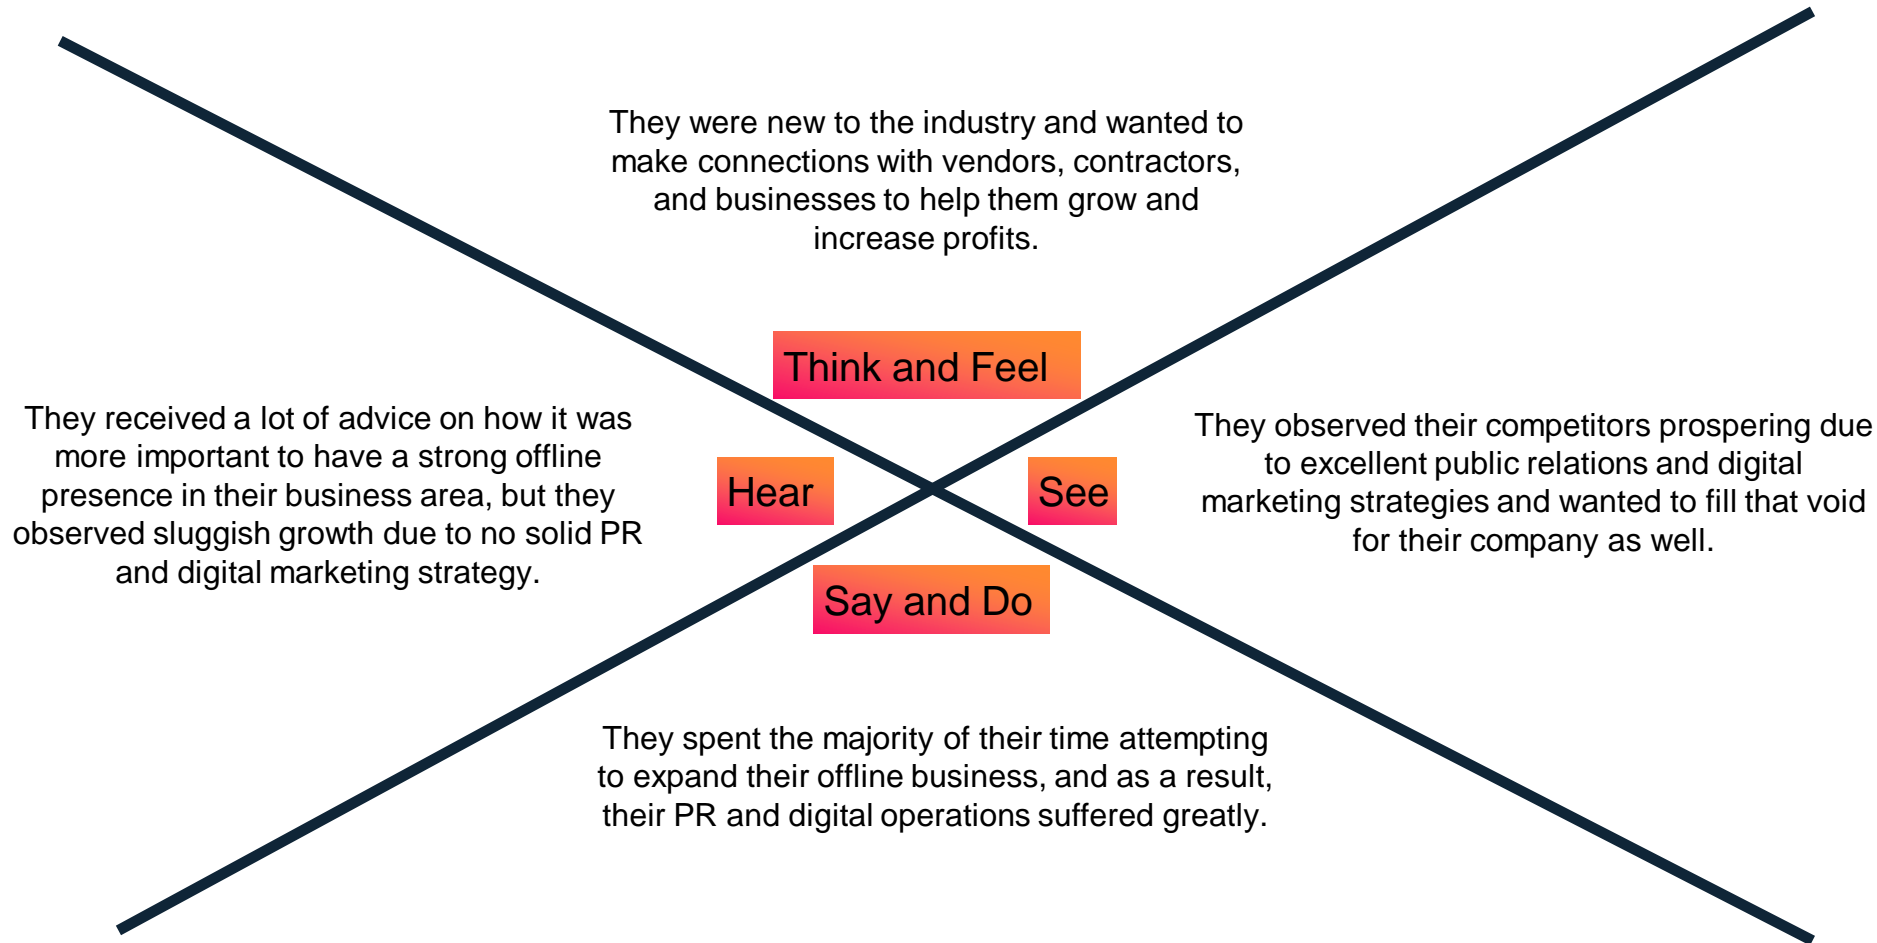 They were new to the industry and wanted to
make connections with vendors, contractors,
and businesses to help them grow and
increase profits.
Think and Feel
They received a lot of advice on how it was
more important to have a strong offline
presence in their business area, but they
observed sluggish growth due to no solid PR
and digital marketing strategy.
Hear
See
They observed their competitors prospering due
to excellent public relations and digital
marketing strategies and wanted to fill that void
for their company as well.
Say and Do
They spent the majority of their time attempting
to expand their offline business, and as a result,
their PR and digital operations suffered greatly.